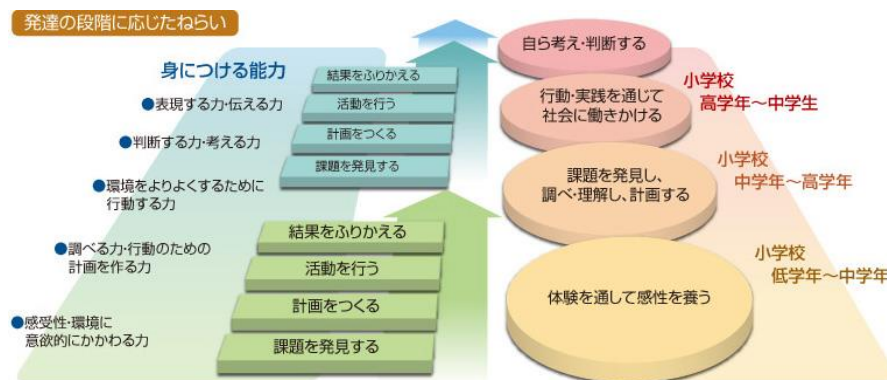 発達の段階に応じたねらい
身につける能力
●表現する力・伝える力
●判断する力・考える力
●環境をよりよくするために
行動する力
●調べる力・行動のための
計画を作る力
●感受性・環境に
意欲的にかかわる力
結果をふりかえる
活動を行う
計画をつくる
課題を発見する
結果をふりかえる
活動を行う
計画をつくる
課題を発見する
自ら考え・判断する
行動・実践を通じて
社会に働きかける
課題を発見し、
調べ・理解し、計画する
体験を通して感性を養う
小学校
高学年〜中学生
小学校
中学年〜高学年
小学校
低学年〜中学年